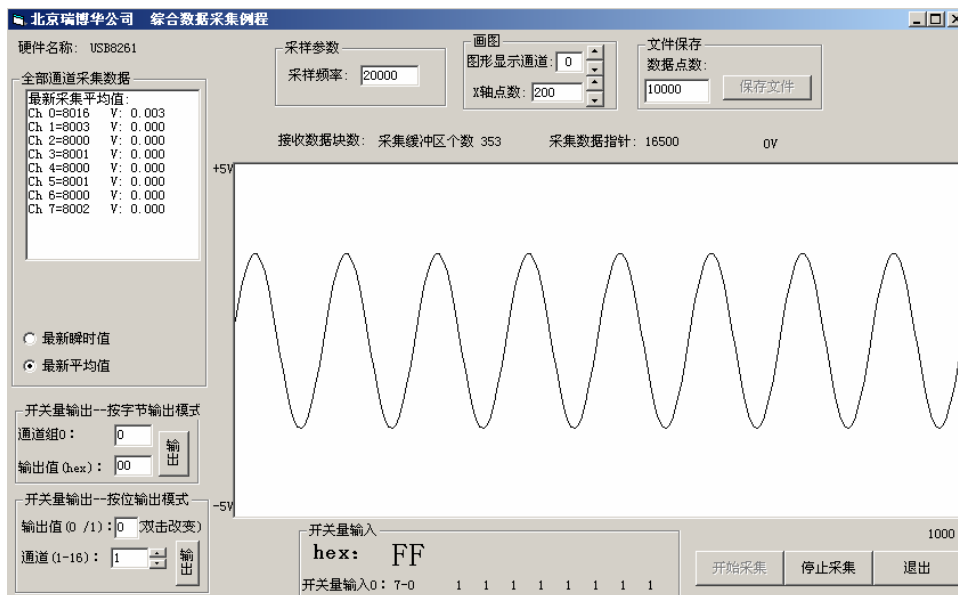 北京瑞博华公司 综合数据采集例程
硬件名称: USB8261
采样参数
采样频率: 20000
画图
图形显示通道: 0
X轴点数: 200
文件保存
数据点数:
10000
保存文件
全部通道采集数据
最新采集平均值:
Ch 0=8016 V: 0.003
Ch 1=8003 V: 0.000
Ch 2=8000 V: 0.000
Ch 3=8001 V: 0.000
Ch 4=8000 V: 0.000
Ch 5=8001 V: 0.000
Ch 6=8000 V: 0.000
Ch 7=8002 V: 0.000
最新瞬时值
最新平均值
接收数据块数: 采集缓冲区个数 353 采集数据指针: 16500 0V
+5V
-5V
1000
开关量输出--按字节输出模式
通道组0: 0
输出值(hex): 00
输出
开关量输出--按位输出模式
输出值(0 /1): 0 双击改变)
通道(1-16): 1
输出
开关量输入
hex: FF
开关量输入0: 7-0 1 1 1 1 1 1 1 1
开始采集
停止采集
退出